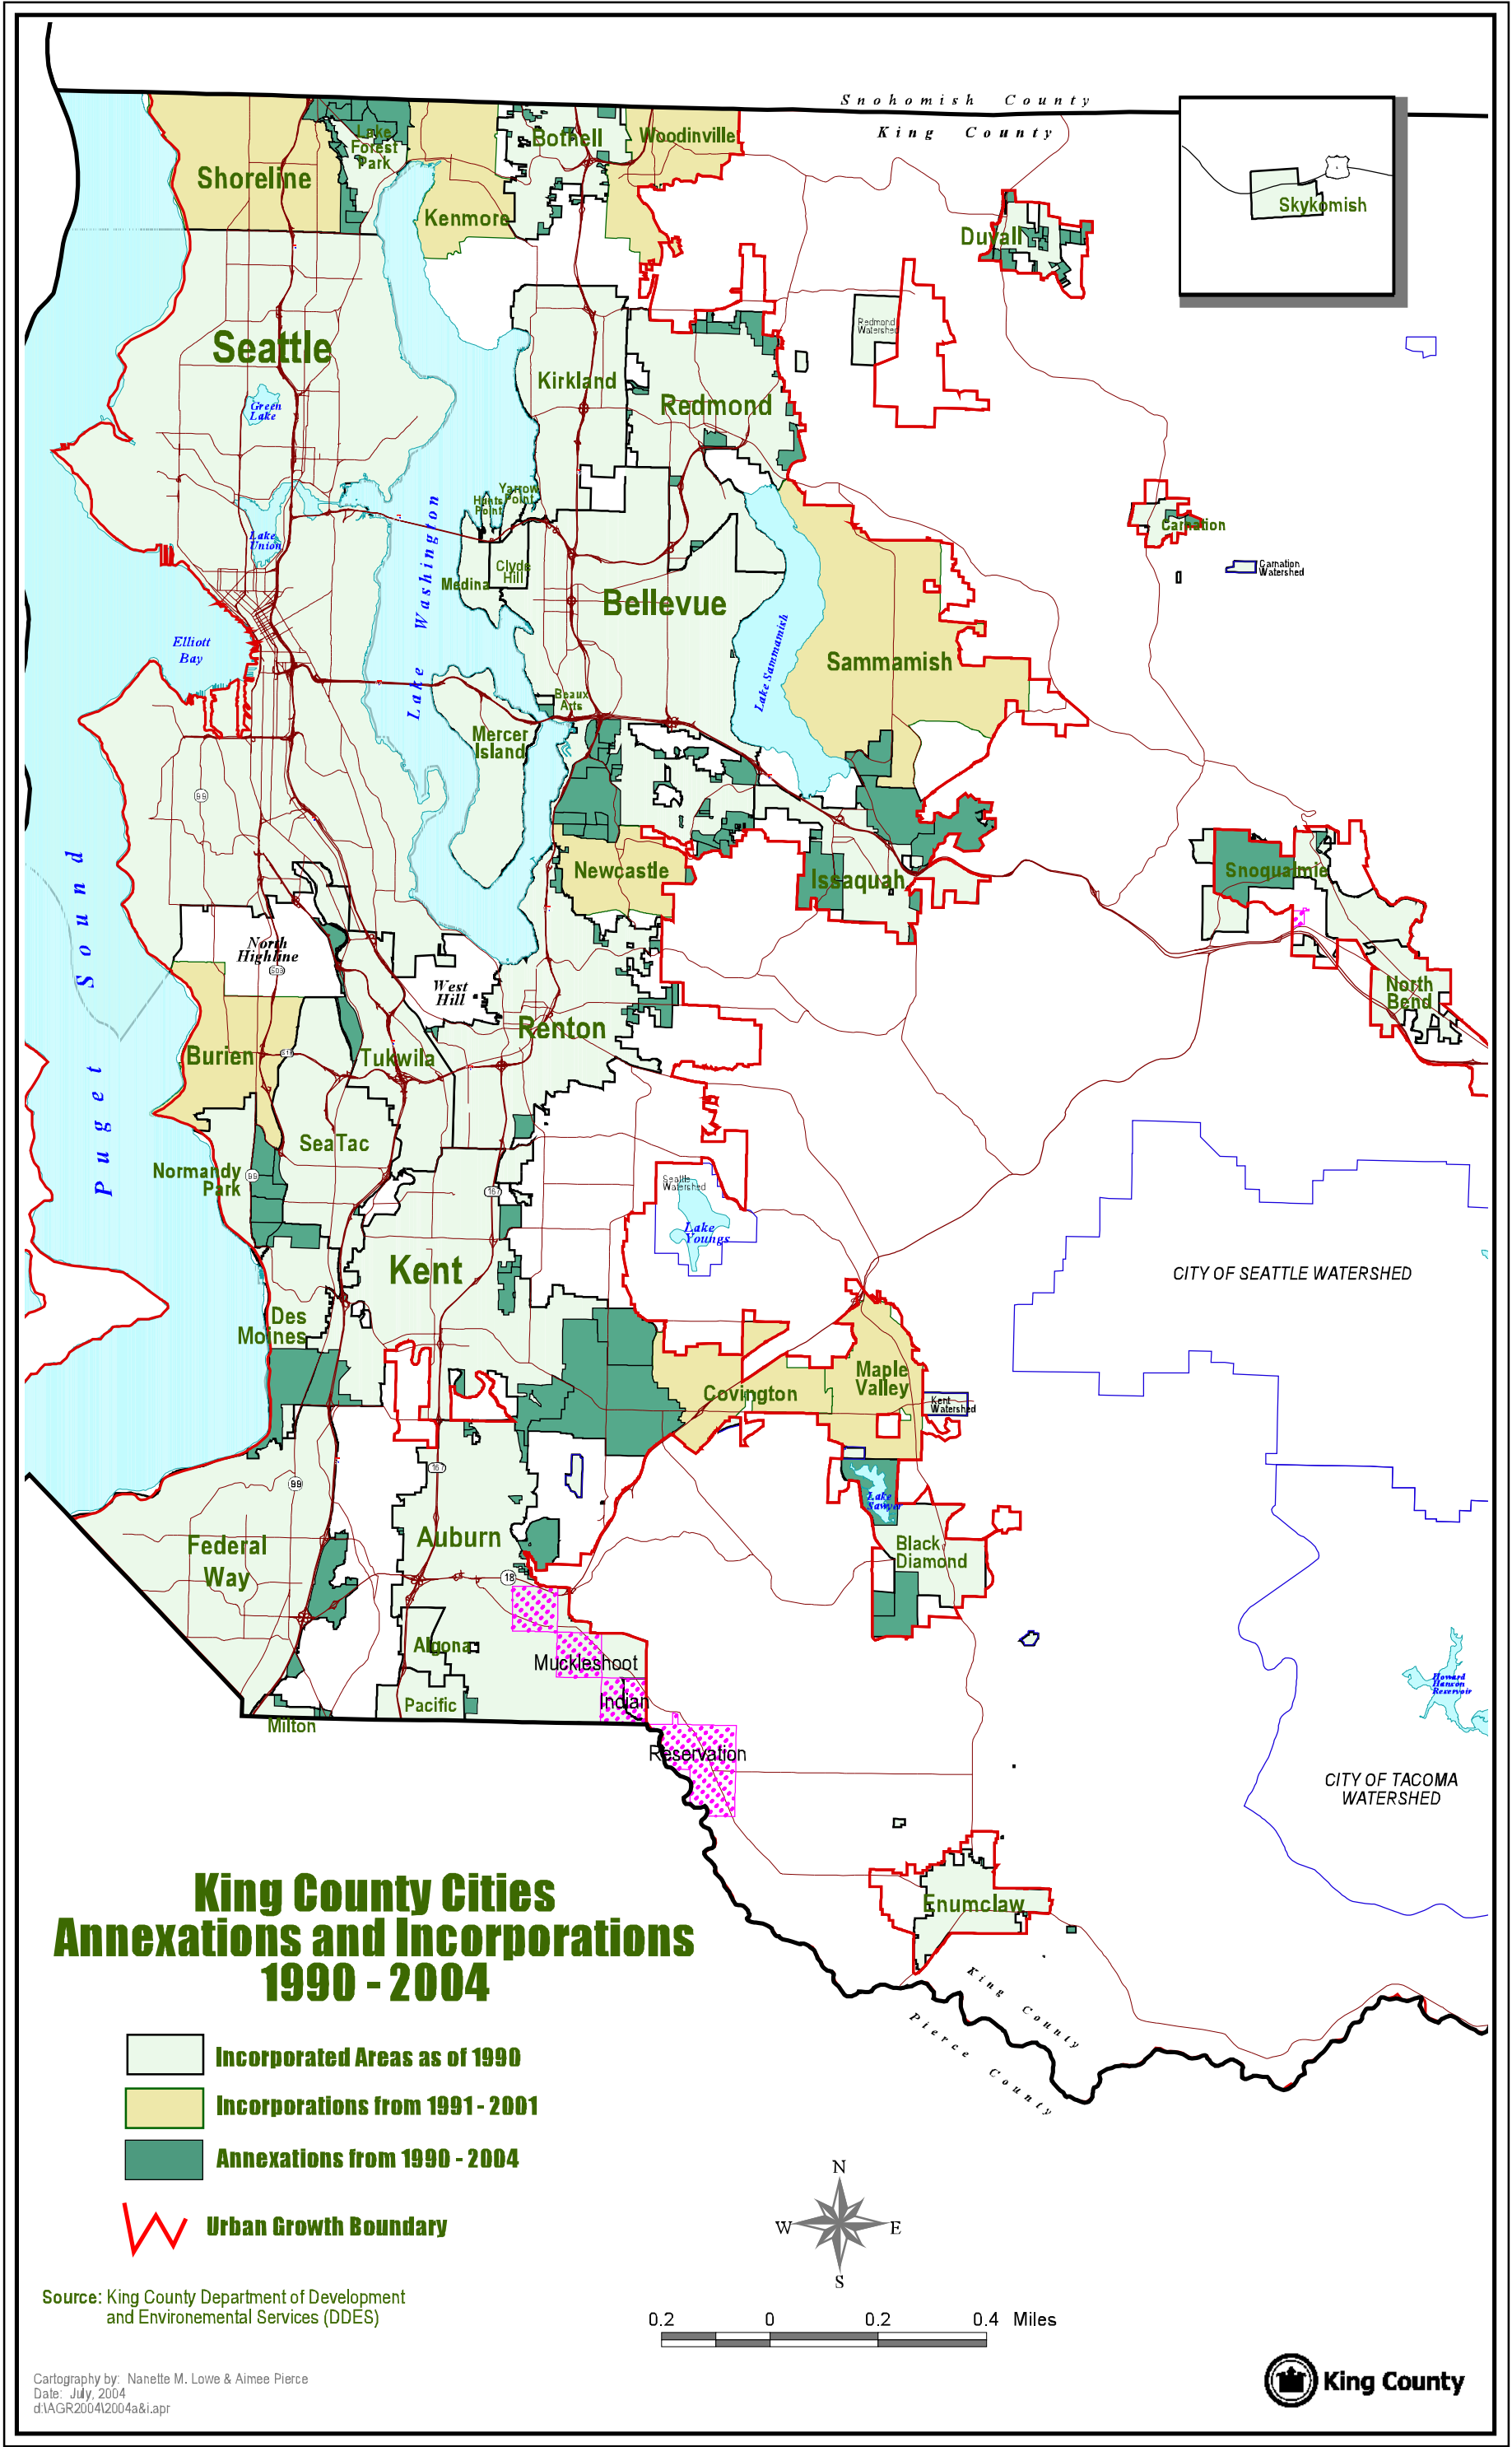 Snohomish County
King County
Skykomish
Shoreline
Lake
Forest
Park
Bothell
Woodinville
Kenmore
Duvall
Redmond
Watershed
Seattle
Green
Lake
Kirkland
Redmond
Yarrow
Point
Hunts
Point
Lake
Union
Carnation
Carnation
Watershed
Clyde
Hill
Medina
Lake Washington
Bellevue
Elliott
Bay
Lake Sammamish
Sammamish
Beaux
Arts
Mercer
Island
99
Newcastle
Issaquah
Snoqualmie
Puget Sound
North
Highline
509
West
Hill
North
Bend
Renton
Burien
518
Tukwila
SeaTac
Normandy
Park
99
167
Seattle
Watershed
Lake
Youngs
Kent
CITY OF SEATTLE WATERSHED
Des
Moines
Covington
Maple
Valley
Kent
Watershed
167
99
Lake
Sawyer
Auburn
Federal
Way
Black
Diamond
18
Algona
Muckleshoot
Indian
Reservation
Pacific
Milton
Howard
Hanson
Reservoir
CITY OF TACOMA
WATERSHED
Enumclaw
King County
Pierce County
King County Cities
Annexations and Incorporations
1990 - 2004
Incorporated Areas as of 1990
Incorporations from 1991 - 2001
Annexations from 1990 - 2004
Urban Growth Boundary
Source: King County Department of Development
and Environemental Services (DDES)
N
W E
S
0.2 0 0.2 0.4 Miles
Cartography by: Nanette M. Lowe & Aimee Pierce
Date: July, 2004
d:\AGR2004\2004a&i.apr
King County